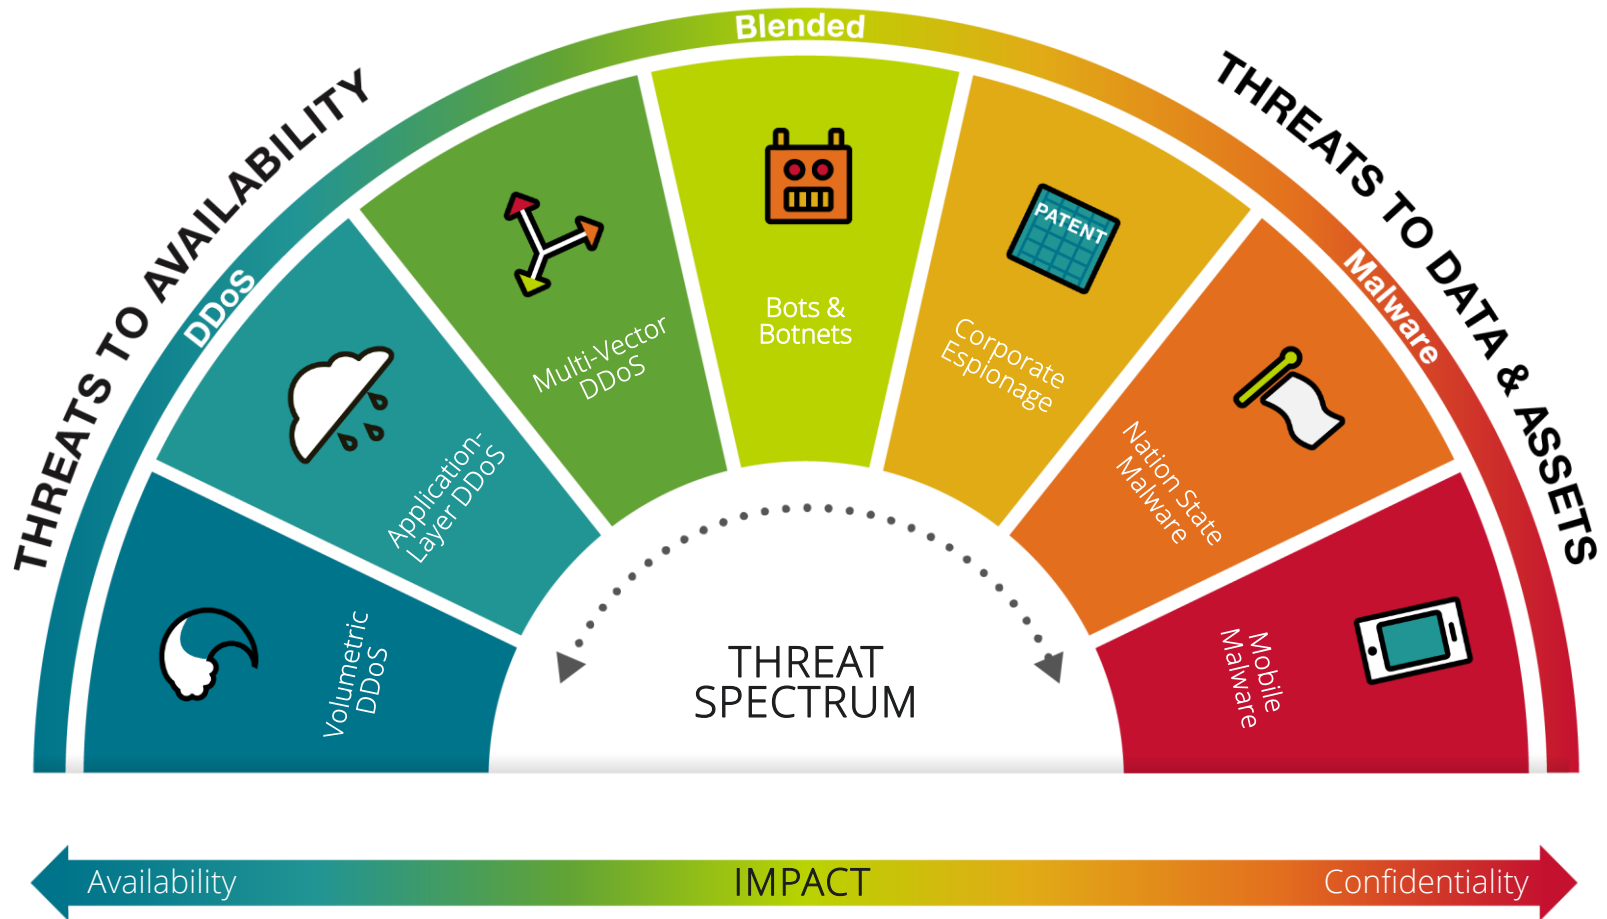 THREATS TO AVAILABILITY
THREATS TO DATA & ASSETS
DDoS
Blended
Malware
Volumetric
DDoS
Application-
Layer DDoS
Multi-Vector
DDoS
Bots &
Botnets
PATENT
Corporate
Espionage
Nation State
Malware
Mobile
Malware
THREAT
SPECTRUM
Availability
IMPACT
Confidentiality